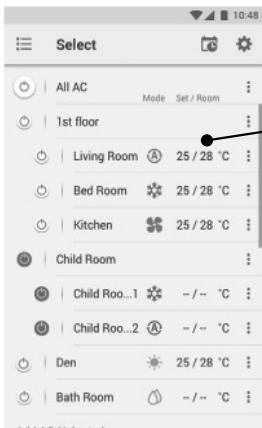 10:48
Select
All AC
Mode Set / Room
1st floor
Living Room A 25 / 28 °C
Bed Room 25 / 28 °C
Kitchen 25 / 28 °C
Child Room
Child Roo...1 -- / -- °C
Child Roo...2 A -- / -- °C
Den 25 / 28 °C
Bath Room -- / -- °C